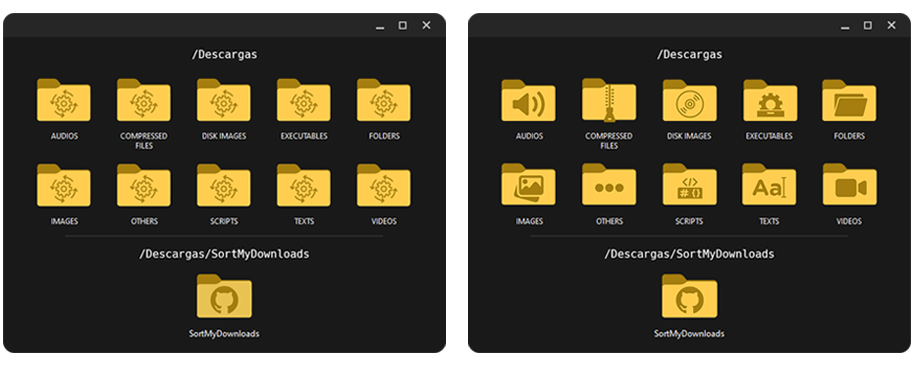 /Descargas
AUDIOS
COMPRESSED
FILES
DISK IMAGES
EXECUTABLES
FOLDERS
IMAGES
OTHERS
SCRIPTS
TEXTS
VIDEOS
/Descargas/SortMyDownloads
SortMyDownloads
/Descargas
AUDIOS
COMPRESSED
FILES
DISK IMAGES
EXECUTABLES
FOLDERS
IMAGES
OTHERS
</>
#{}
SCRIPTS
Aa
TEXTS
VIDEOS
/Descargas/SortMyDownloads
SortMyDownloads